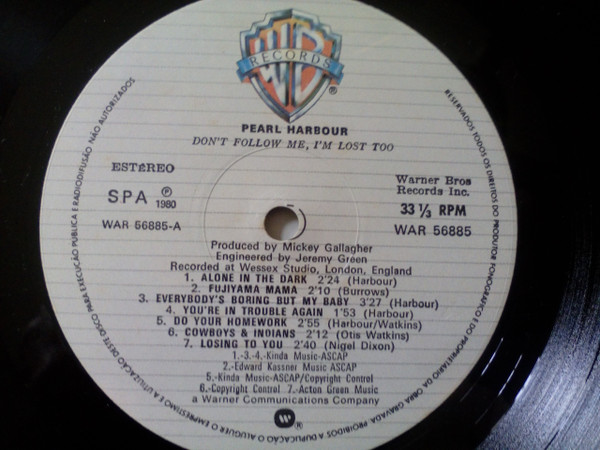 WB
RECORDS
®
PEARL HARBOUR
DON'T FOLLOW ME, I'M LOST TOO
ESTÉREO
SPA ℗ 1980
WAR 56885-A
Warner Bros
Records Inc.
33 1/3 RPM
WAR 56885
Produced by Mickey Gallagher
Engineered by Jeremy Green
Recorded at Wessex Studio, London, England
1. ALONE IN THE DARK 2'24 (Harbour)
2. FUJIYAMA MAMA 2'10 (Burrows)
3. EVERYBODY'S BORING BUT MY BABY 3'27 (Harbour)
4. YOU'RE IN TROUBLE AGAIN 1'53 (Harbour)
5. DO YOUR HOMEWORK 2'55 (Harbour/Watkins)
6. COWBOYS & INDIANS 2'12 (Otis Watkins)
7. LOSING TO YOU 2'40 (Nigel Dixon)
1.-3.-4.-Kinda Music-ASCAP
2.-Edward Kassner Music ASCAP
5.-Kinda Music-ASCAP/Copyright Control
6.-Copyright Control 7.-Acton Green Music
a Warner Communications Company
®
RESERVADOS TODOS OS DIREITOS DO PRODUTOR FONOGRÁFICO E DO PROPRIETÁRIO DA OBRA GRAVADA PROIBIDOS A DUPLICAÇÃO O ALUGUER O EMPRÉSTIMO E A UTILIZAÇÃO DESTE DISCO PARA EXECUÇÃO PÚBLICA E RADIODIFUSÃO NÃO AUTORIZADOS